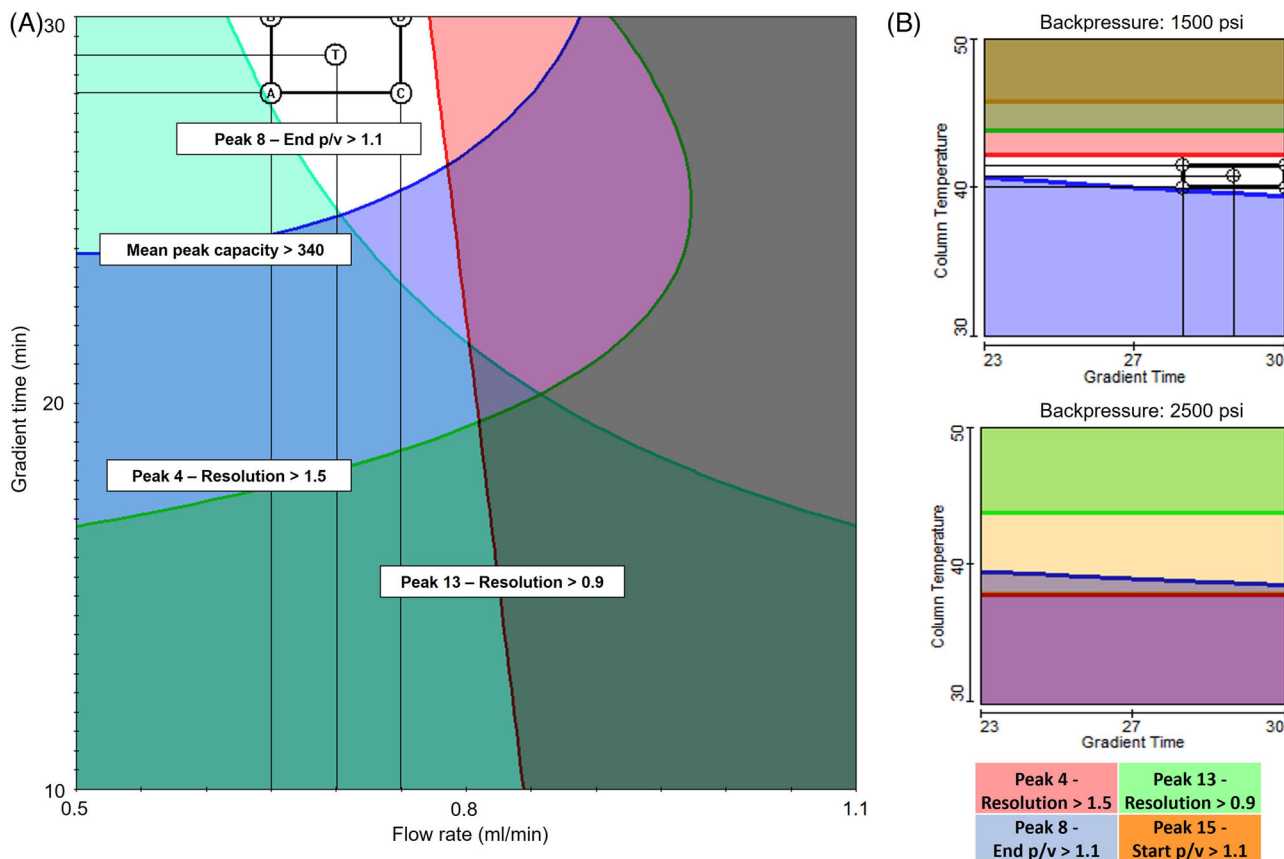 (A)
30
B
D
T
A
C
Peak 8 – End p/v > 1.1
Mean peak capacity > 340
Gradient time (min)
20
Peak 4 – Resolution > 1.5
Peak 13 – Resolution > 0.9
10
0.5
0.8
1.1
Flow rate (ml/min)
(B)
Backpressure: 1500 psi
50
Column Temperature
40
30
23
27
30
Gradient Time
Backpressure: 2500 psi
50
Column Temperature
40
30
23
27
30
Gradient Time
Peak 4 -
Resolution > 1.5
Peak 13 -
Resolution > 0.9
Peak 8 -
End p/v > 1.1
Peak 15 -
Start p/v > 1.1